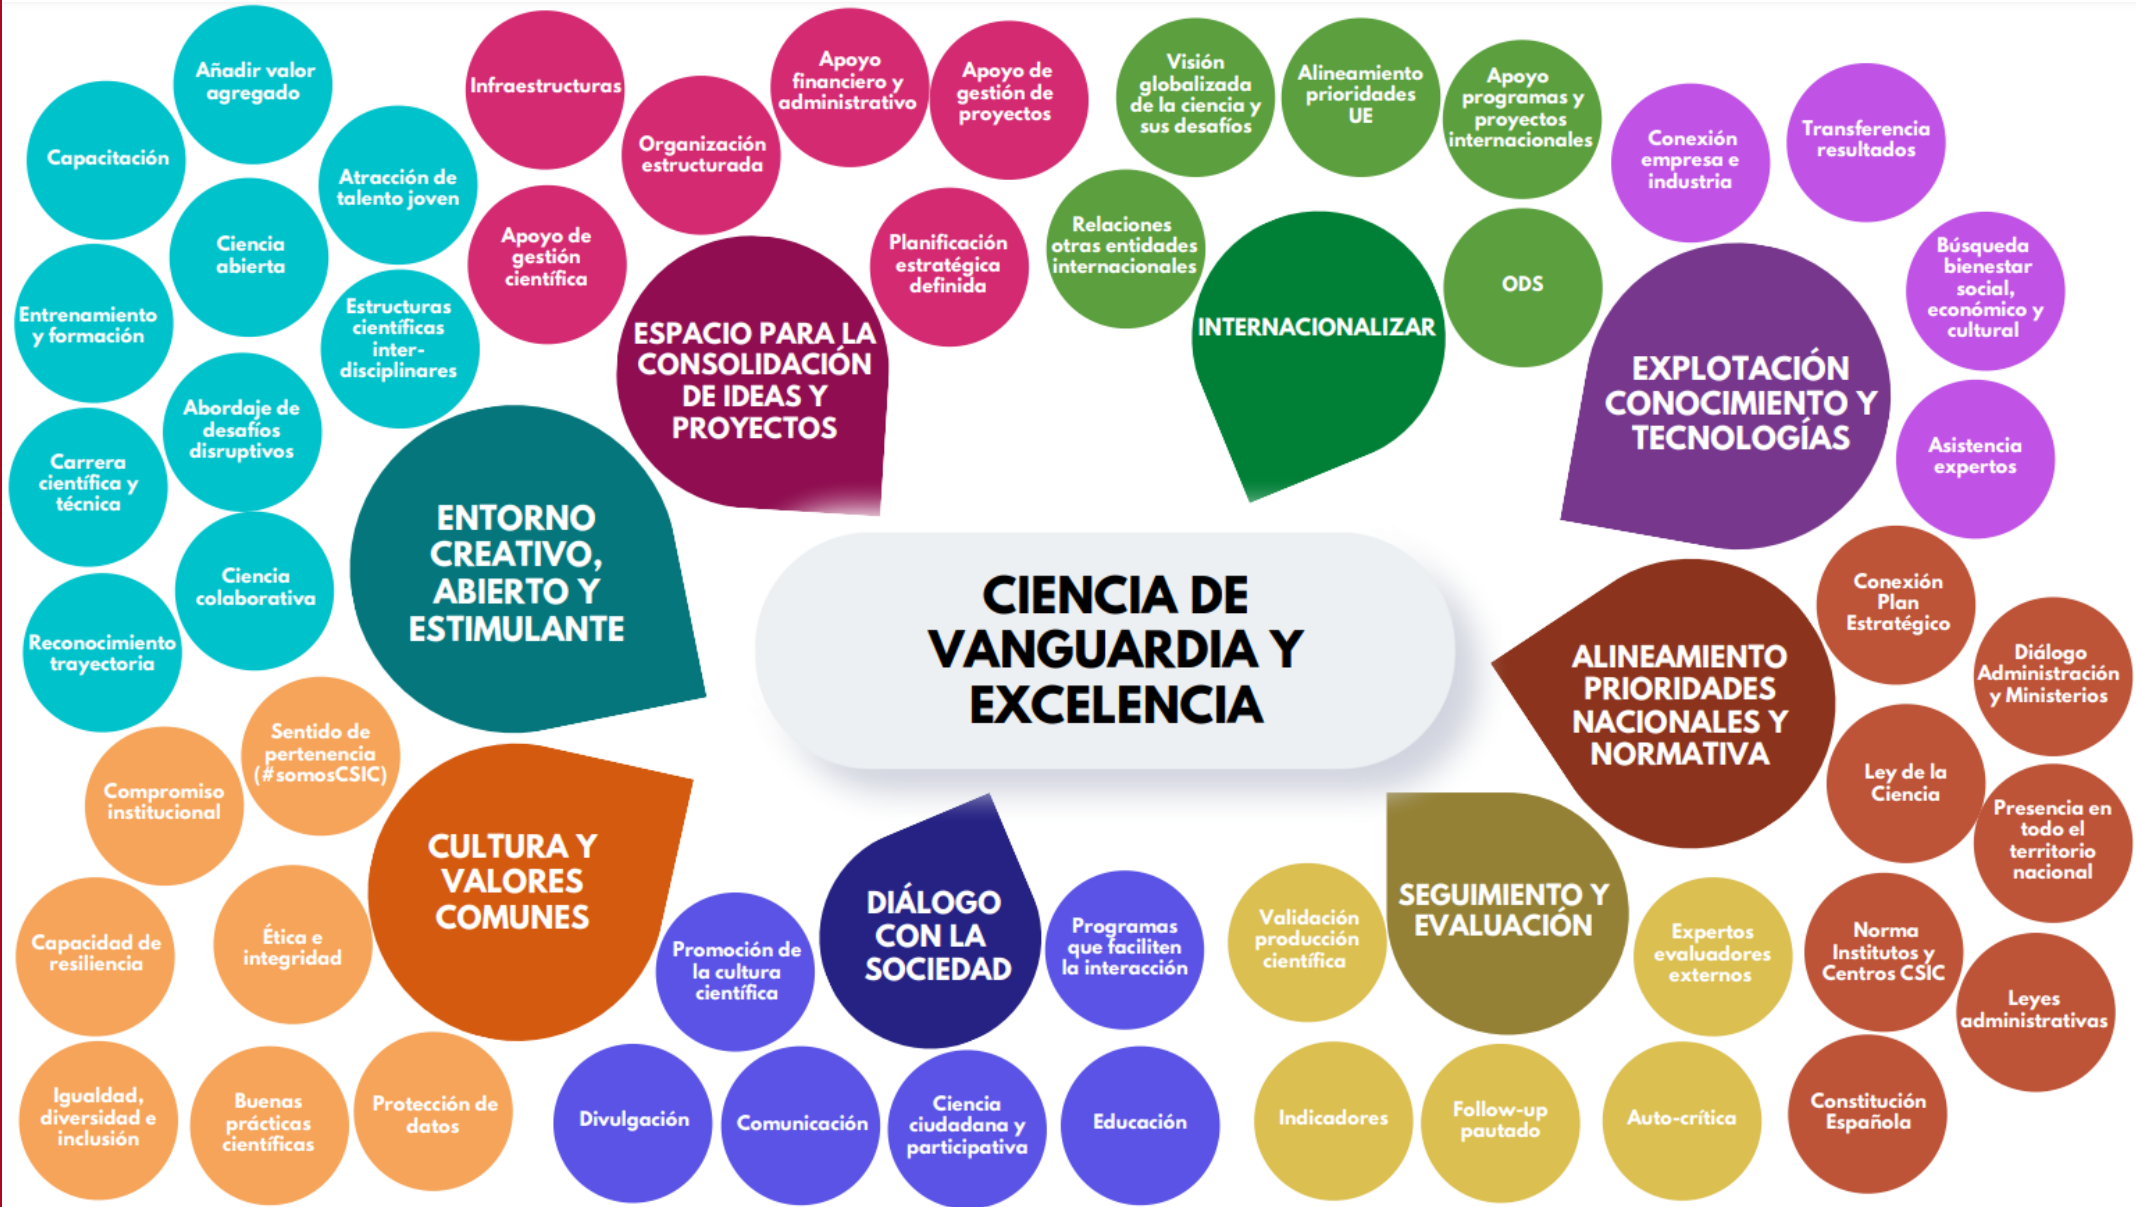 CIENCIA DE
VANGUARDIA Y
EXCELENCIA
ENTORNO
CREATIVO,
ABIERTO Y
ESTIMULANTE
Añadir valor
agregado
Capacitación
Atracción de
talento joven
Ciencia
abierta
Entrenamiento
y formación
Estructuras
científicas
inter-
disciplinares
Abordaje de
desafíos
disruptivos
Carrera
científica y
técnica
Ciencia
colaborativa
Reconocimiento
trayectoria
ESPACIO PARA LA
CONSOLIDACIÓN
DE IDEAS Y
PROYECTOS
Infraestructuras
Organización
estructurada
Apoyo
financiero y
administrativo
Apoyo de
gestión de
proyectos
Apoyo de
gestión
científica
Planificación
estratégica
definida
INTERNACIONALIZAR
Visión
globalizada
de la ciencia y
sus desafíos
Alineamiento
prioridades
UE
Apoyo
programas y
proyectos
internacionales
Relaciones
otras entidades
internacionales
ODS
EXPLOTACIÓN
CONOCIMIENTO Y
TECNOLOGÍAS
Conexión
empresa e
industria
Transferencia
resultados
Búsqueda
bienestar
social,
económico y
cultural
Asistencia
expertos
ALINEAMIENTO
PRIORIDADES
NACIONALES Y
NORMATIVA
Conexión
Plan
Estratégico
Diálogo
Administración
y Ministerios
Ley de la
Ciencia
Presencia en
todo el
territorio
nacional
Norma
Institutos y
Centros CSIC
Leyes
administrativas
Constitución
Española
SEGUIMIENTO Y
EVALUACIÓN
Validación
producción
científica
Expertos
evaluadores
externos
Indicadores
Follow-up
pautado
Auto-crítica
DIÁLOGO
CON LA
SOCIEDAD
Promoción de
la cultura
científica
Programas
que faciliten
la interacción
Divulgación
Comunicación
Ciencia
ciudadana y
participativa
Educación
CULTURA Y
VALORES
COMUNES
Sentido de
pertenencia
(#somosCSIC)
Compromiso
institucional
Capacidad de
resiliencia
Ética e
integridad
Igualdad,
diversidad e
inclusión
Buenas
prácticas
científicas
Protección de
datos